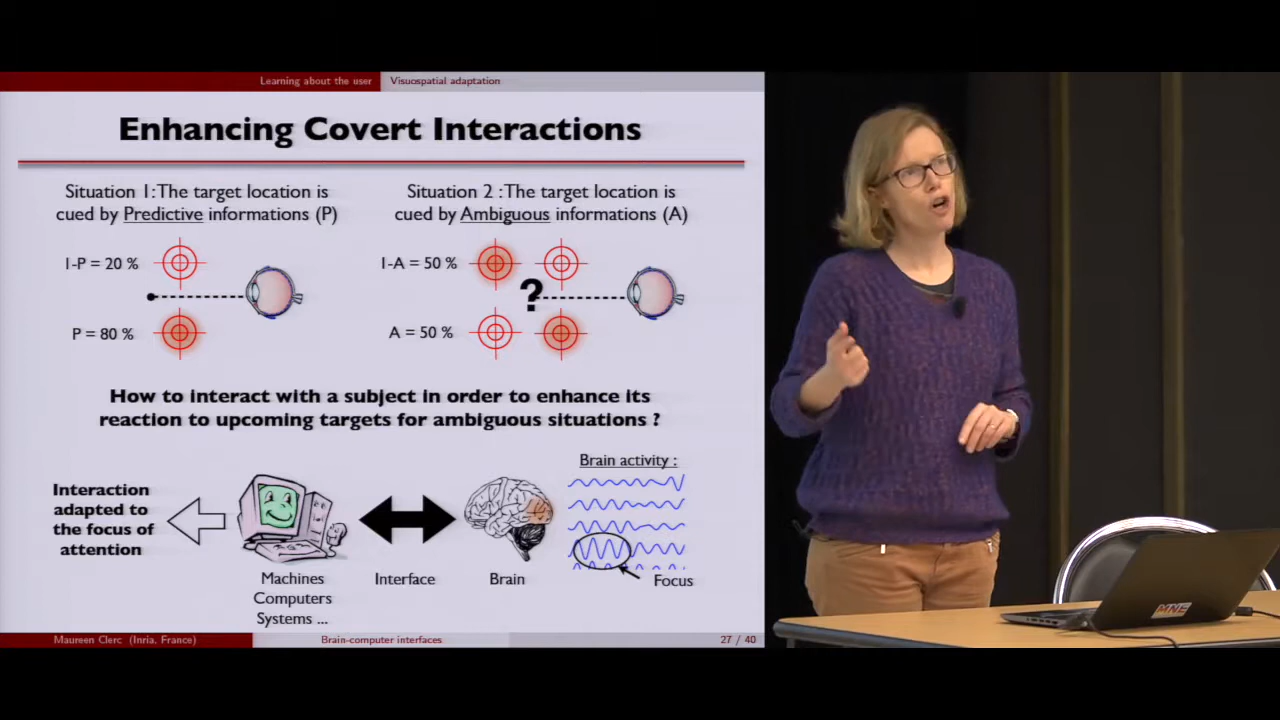 Learning about the user
Visuospatial adaptation
Enhancing Covert Interactions
Situation 1: The target location is
cued by Predictive informations (P)
Situation 2 : The target location is
cued by Ambiguous informations (A)
1-P = 20 %
P = 80 %
1-A = 50 %
?
A = 50 %
How to interact with a subject in order to enhance its
reaction to upcoming targets for ambiguous situations ?
Interaction
adapted to
the focus of
attention
Machines
Computers
Systems ...
Interface
Brain
Brain activity :
Focus
Maureen Clerc (Inria, France)
Brain-computer interfaces
27 / 40
MNE